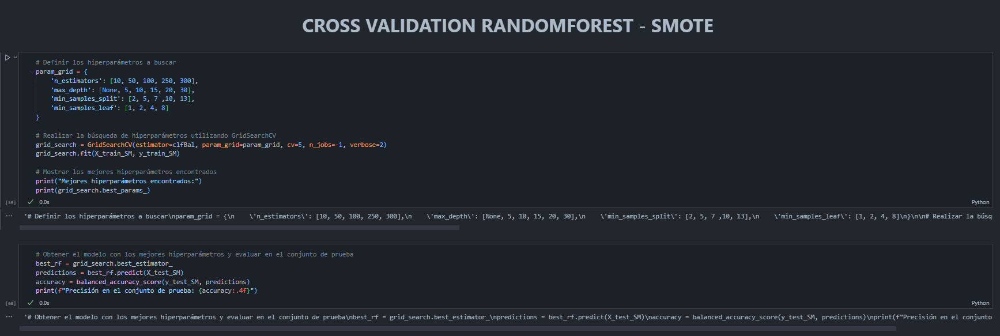 CROSS VALIDATION RANDOMFOREST - SMOTE
# Definir los hiperparámetros a buscar
param_grid = {
    'n_estimators': [10, 50, 100, 250, 300],
    'max_depth': [None, 5, 10, 15, 20, 30],
    'min_samples_split': [2, 5, 7 ,10, 13],
    'min_samples_leaf': [1, 2, 4, 8]
}
# Realizar la búsqueda de hiperparámetros utilizando GridSearchCV
grid_search = GridSearchCV(estimator=clfBal, param_grid=param_grid, cv=5, n_jobs=-1, verbose=2)
grid_search.fit(X_train_SM, y_train_SM)
# Mostrar los mejores hiperparámetros encontrados
print("Mejores hiperparámetros encontrados:")
print(grid_search.best_params_)
[59] 0.0s Python
'# Definir los hiperparámetros a buscar\nparam_grid = {\n    \'n_estimators\': [10, 50, 100, 250, 300],\n    \'max_depth\': [None, 5, 10, 15, 20, 30],\n    \'min_samples_split\': [2, 5, 7 ,10, 13],\n    \'min_samples_leaf\': [1, 2, 4, 8]\n}\n\n# Realizar la búsq
# Obtener el modelo con los mejores hiperparámetros y evaluar en el conjunto de prueba
best_rf = grid_search.best_estimator_
predictions = best_rf.predict(X_test_SM)
accuracy = balanced_accuracy_score(y_test_SM, predictions)
print(f"Precisión en el conjunto de prueba: {accuracy:.4f}")
[60] 0.0s Python
'# Obtener el modelo con los mejores hiperparámetros y evaluar en el conjunto de prueba\nbest_rf = grid_search.best_estimator_\npredictions = best_rf.predict(X_test_SM)\naccuracy = balanced_accuracy_score(y_test_SM, predictions)\nprint(f"Precisión en el conjunto